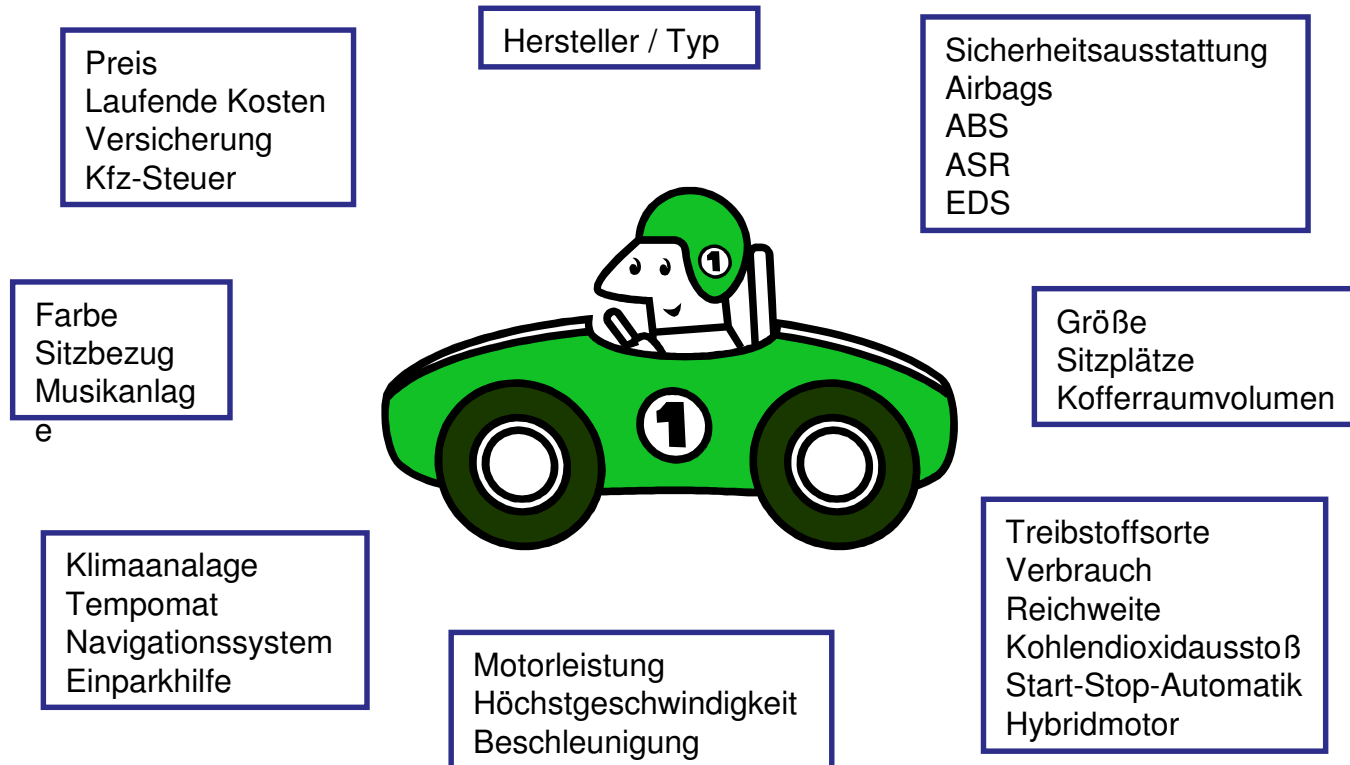 Hersteller / Typ
Preis
Laufende Kosten
Versicherung
Kfz-Steuer
Sicherheitsausstattung
Airbags
ABS
ASR
EDS
Farbe
Sitzbezug
Musikanlag
e
1
1
Größe
Sitzplätze
Kofferraumvolumen
Klimaanalage
Tempomat
Navigationssystem
Einparkhilfe
Motorleistung
Höchstgeschwindigkeit
Beschleunigung
Treibstoffsorte
Verbrauch
Reichweite
Kohlendioxidausstoß
Start-Stop-Automatik
Hybridmotor